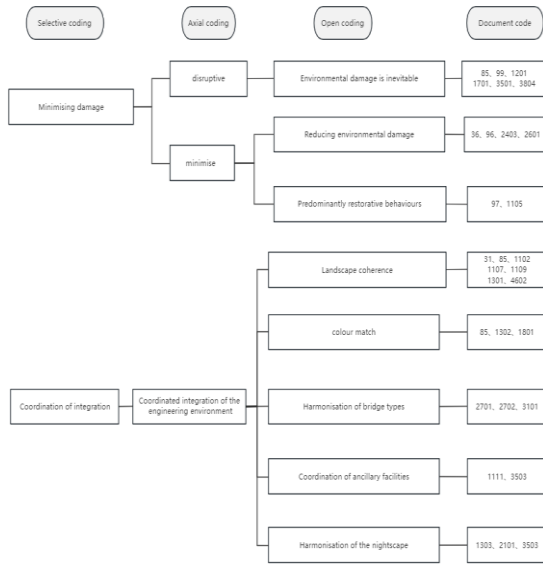 Selective coding
Axial coding
Open coding
Document code
disruptive
Environmental damage is inevitable
85、99、1201
1701、3501、3804
Minimising damage
minimise
Reducing environmental damage
36、96、2403、2601
Predominantly restorative behaviours
97、1105
Landscape coherence
31、85、1102
1107、1109
1301、4602
colour match
85、1302、1801
Coordination of integration
Coordinated integration of the
engineering environment
Harmonisation of bridge types
2701、2702、3101
Coordination of ancillary facilities
1111、3503
Harmonisation of the nightscape
1303、2101、3503